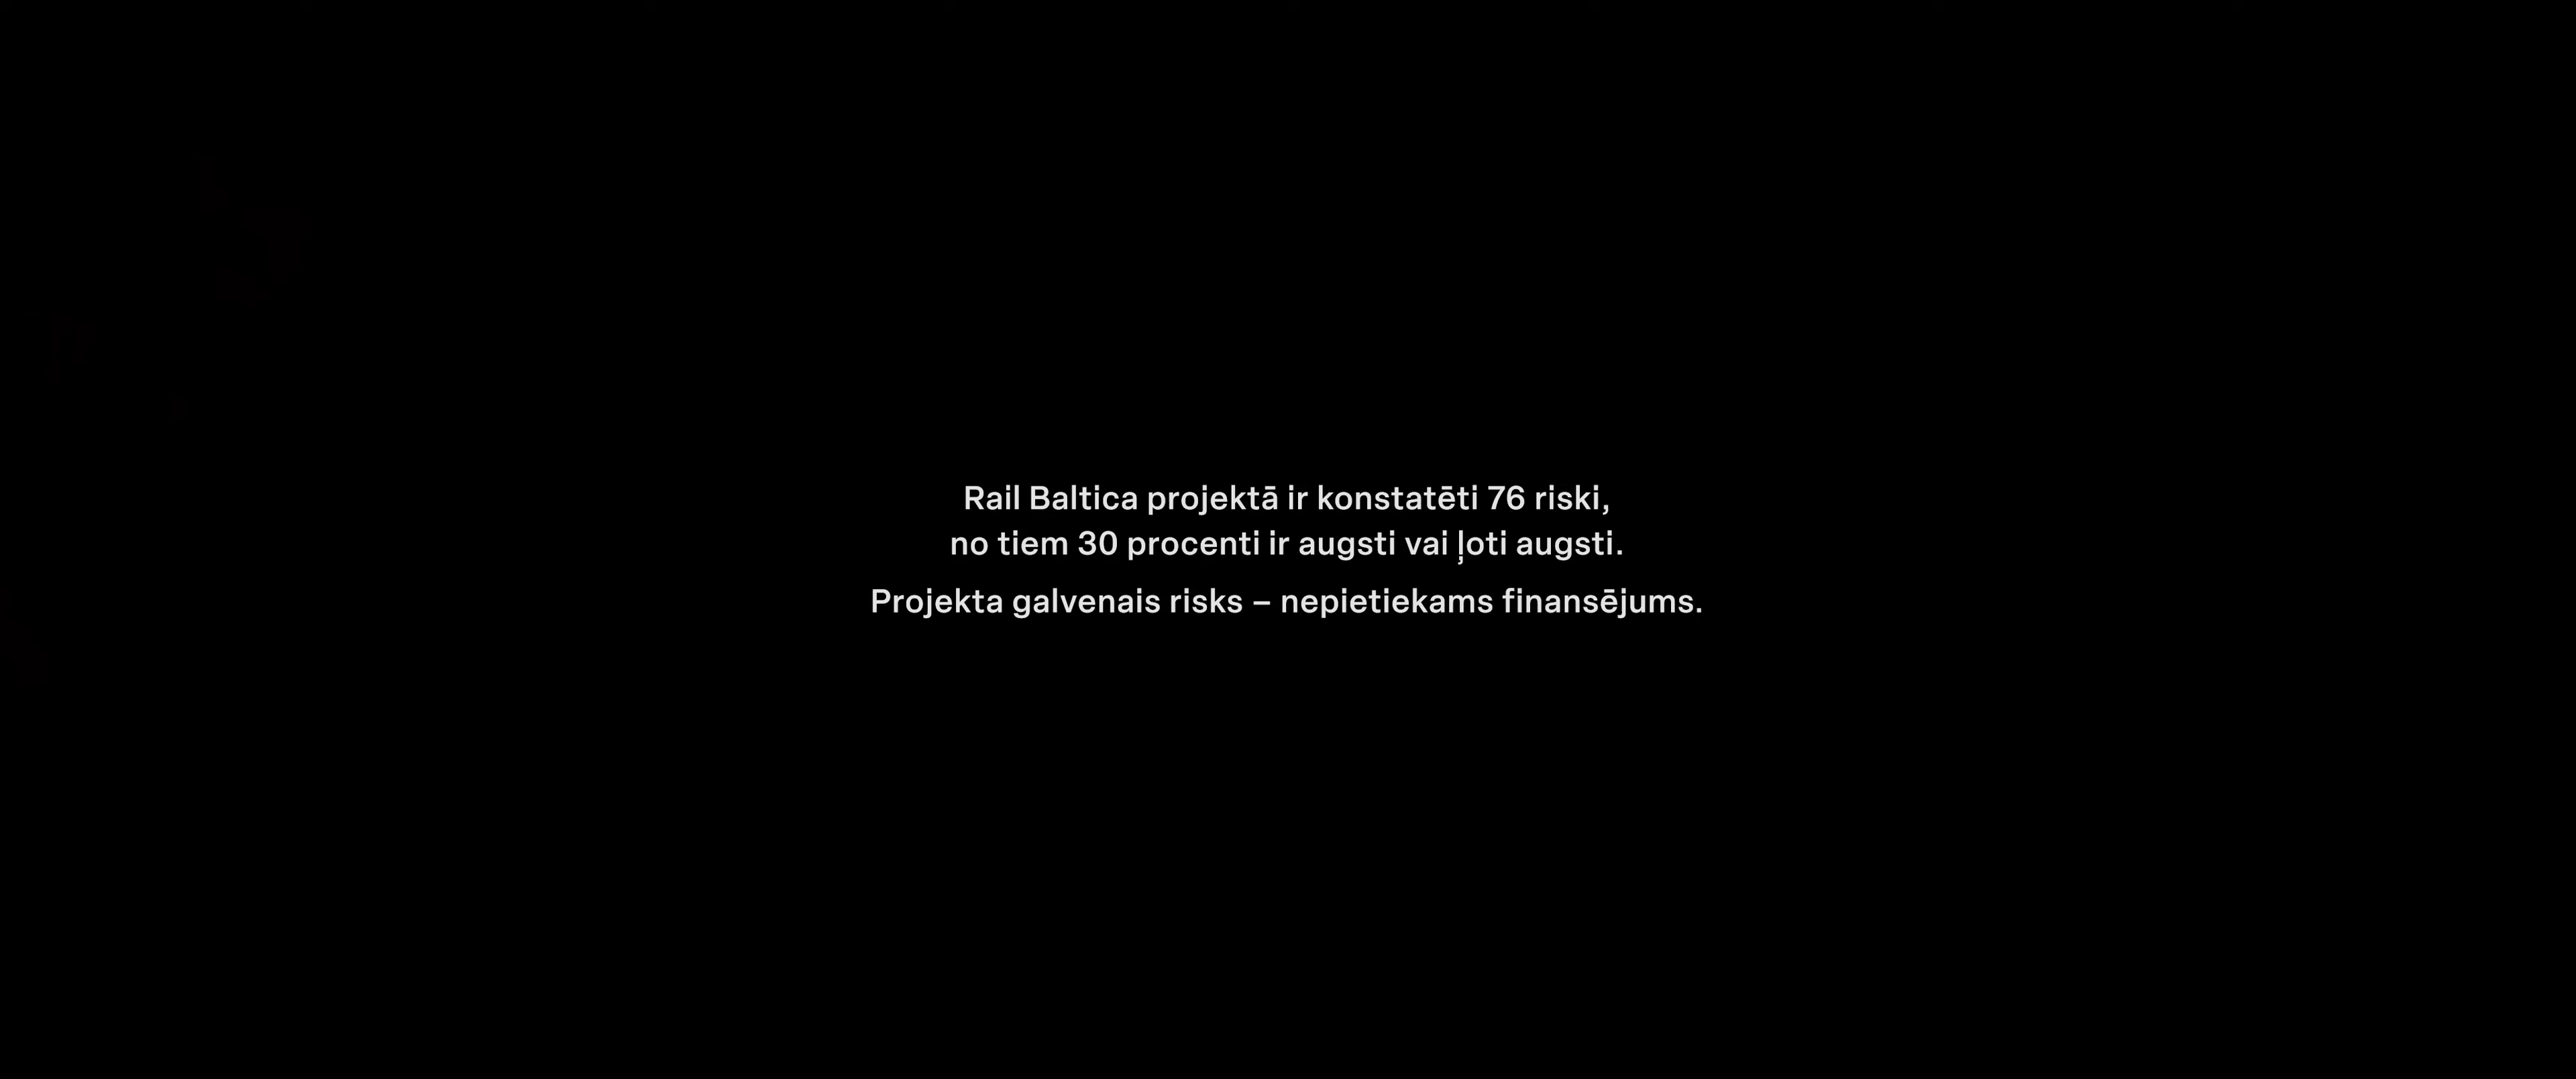 Rail Baltica projektā ir konstatēti 76 riski,
no tiem 30 procenti ir augsti vai ļoti augsti.
Projekta galvenais risks – nepietiekams finansējums.